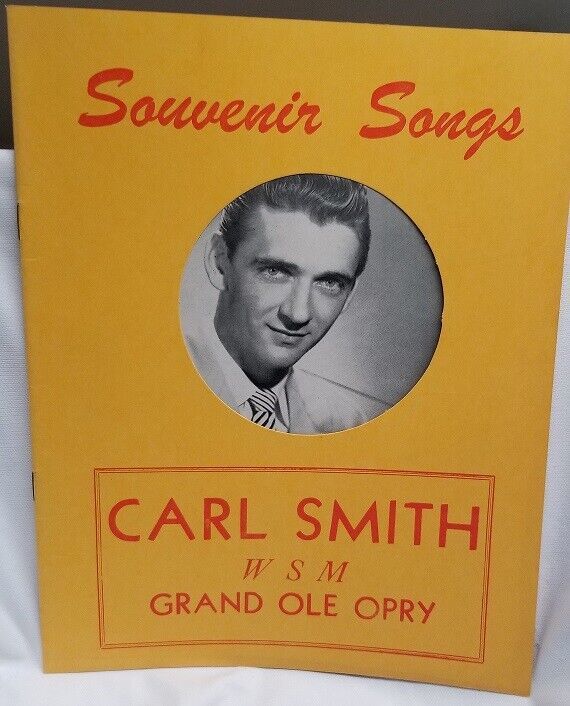 Souvenir Songs
CARL SMITH
W S M
GRAND OLE OPRY